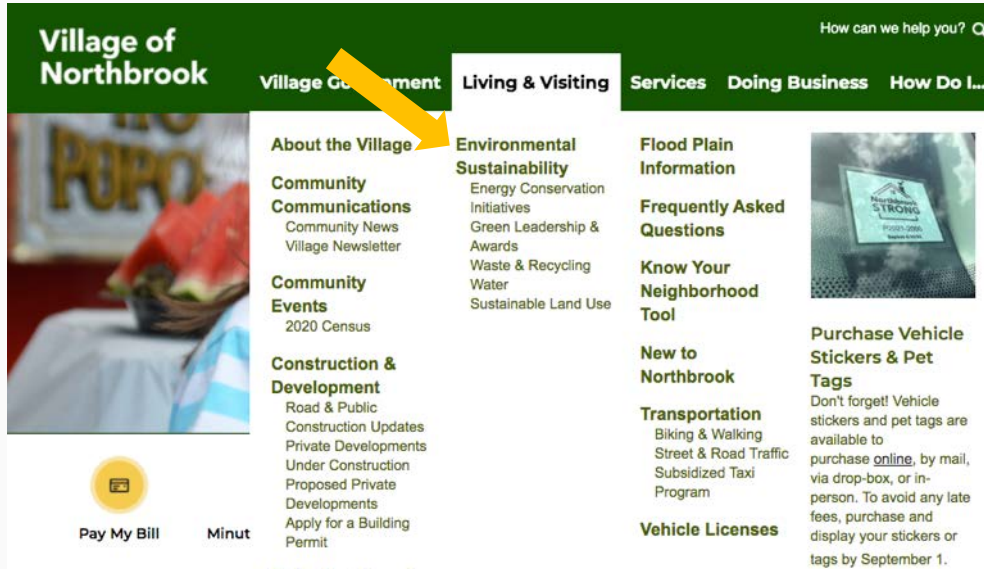 How can we help you?
Village of
Northbrook
Village Go ment
Living & Visiting
Services
Doing Business
How Do I...
About the Village
Community
Communications
Community News
Village Newsletter
Community
Events
2020 Census
Construction &
Development
Road & Public
Construction Updates
Private Developments
Under Construction
Proposed Private
Developments
Apply for a Building
Permit
Environmental
Sustainability
Energy Conservation
Initiatives
Green Leadership &
Awards
Waste & Recycling
Water
Sustainable Land Use
Flood Plain
Information
Frequently Asked
Questions
Know Your
Neighborhood
Tool
New to
Northbrook
Transportation
Biking & Walking
Street & Road Traffic
Subsidized Taxi
Program
Vehicle Licenses
Northbrook
STRONG
Purchase Vehicle
Stickers & Pet
Tags
Don't forget! Vehicle
stickers and pet tags are
available to
purchase online, by mail,
via drop-box, or in-
person. To avoid any late
fees, purchase and
display your stickers or
tags by September 1.
Pay My Bill
Minut